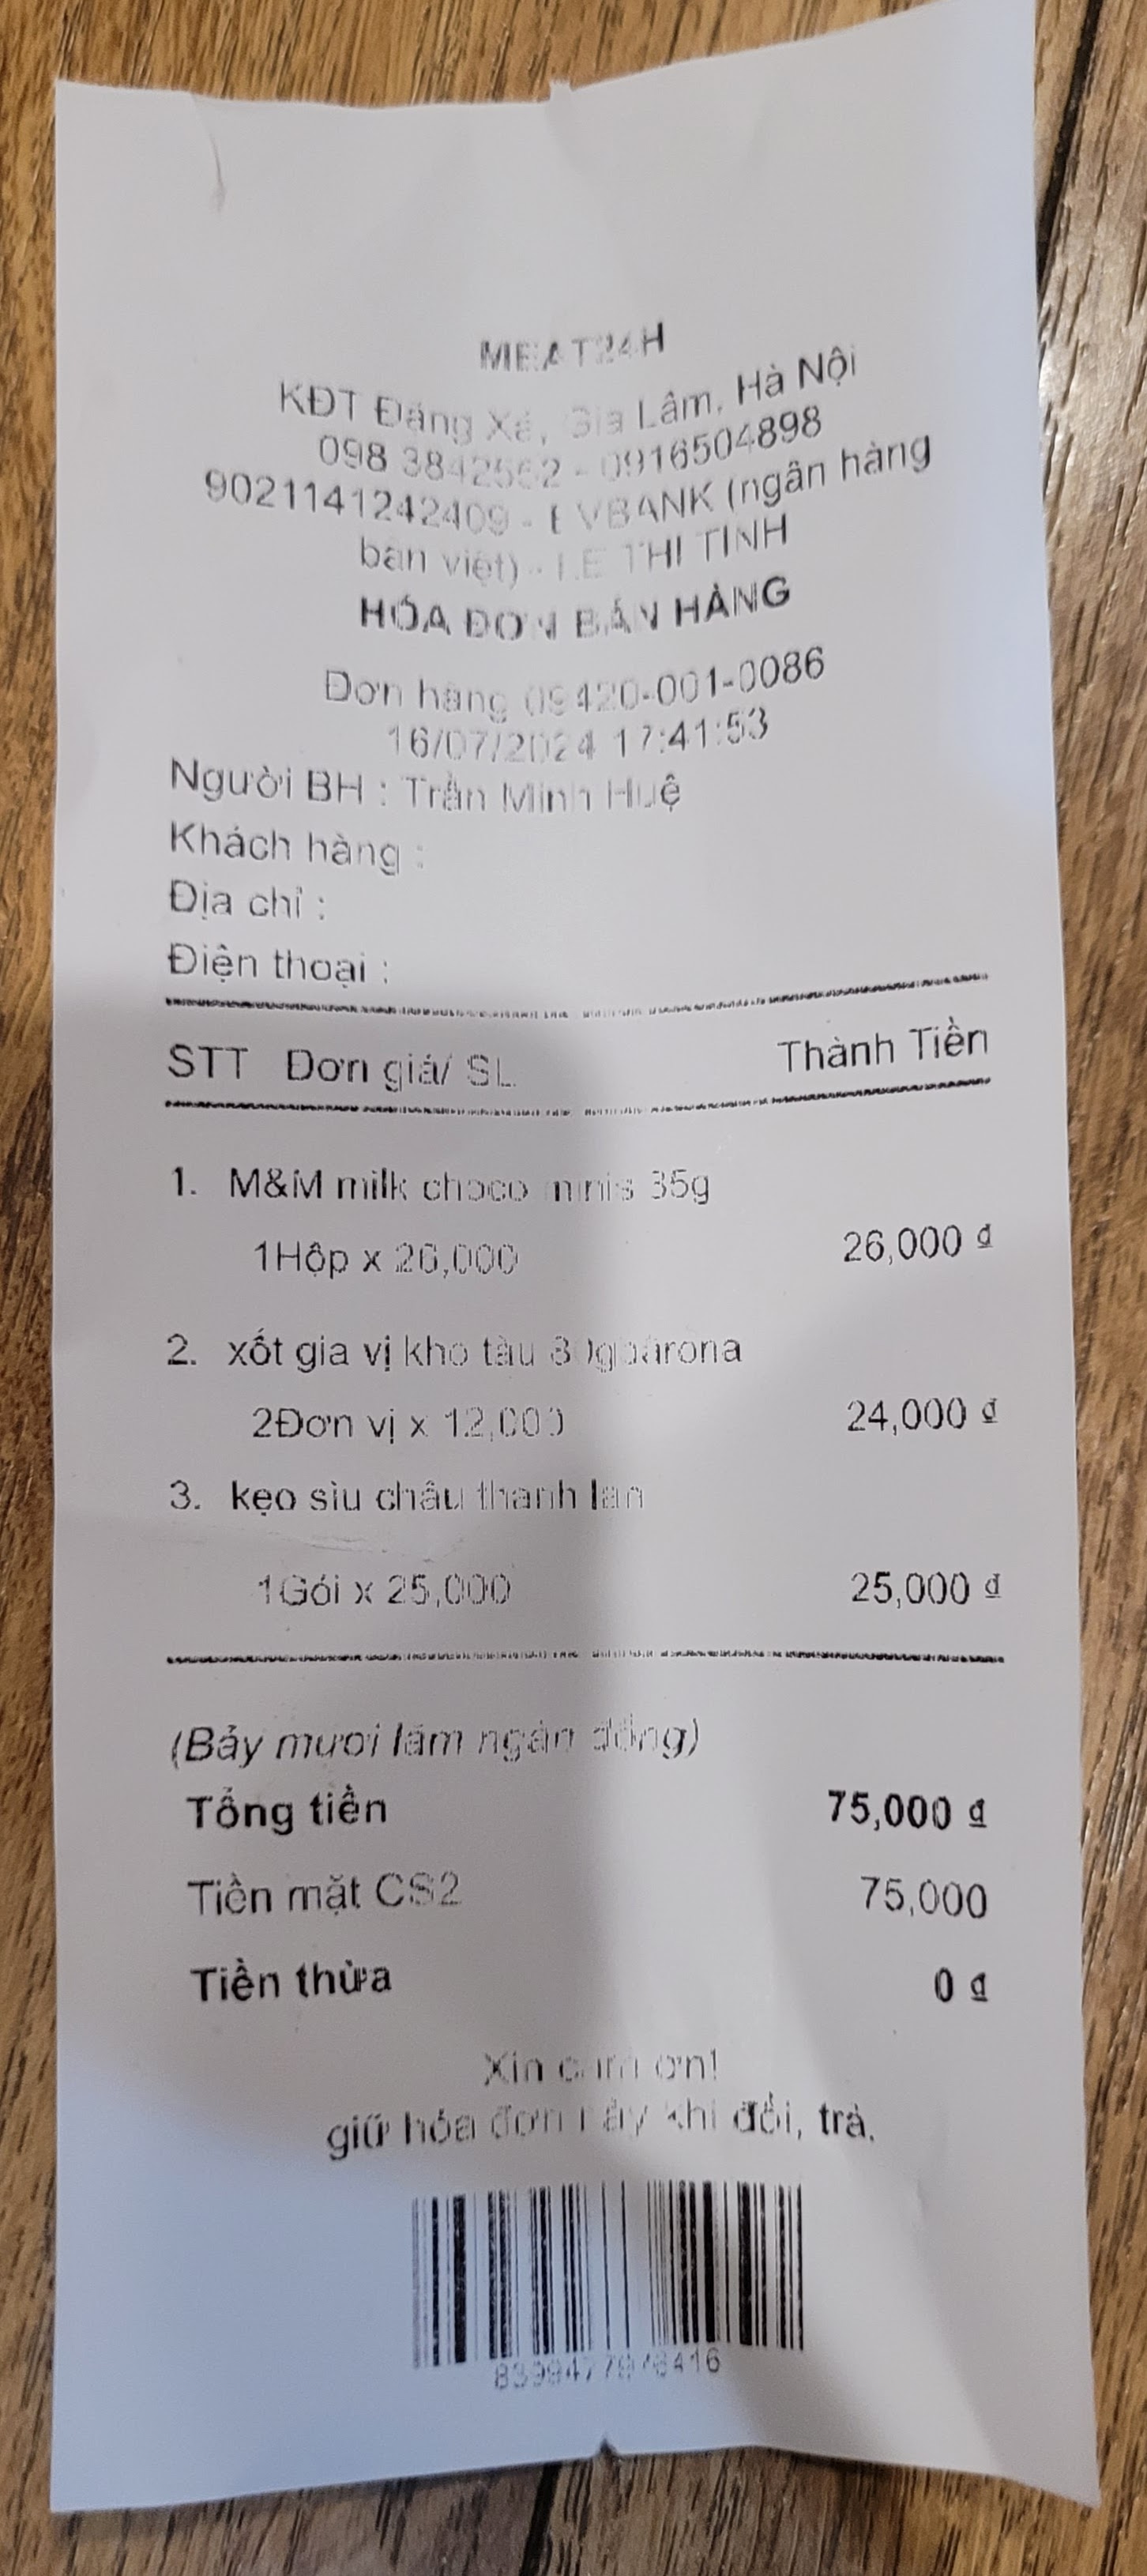 MEAT24H
KĐT Đặng Xá, Gia Lâm, Hà Nội
098 3842552 - 0916504898
9021141242409 - BVBANK (ngân hàng
bản việt) - LE THI TINH
HÓA ĐƠN BÁN HÀNG
Đơn hàng 09420-001-0086
16/07/2024 17:41:53
Người BH : Trần Minh Huệ
Khách hàng :
Địa chỉ :
Điện thoại :
STT Đơn giá/ SL Thành Tiền
1. M&M milk choco minis 35g
1Hộp x 26,000 26,000 đ
2. xốt gia vị kho tàu 80gbarona
2Đơn vị x 12,000 24,000 đ
3. kẹo sìu châu thanh lan
1Gói x 25,000 25,000 đ
(Bảy mươi lăm ngàn đồng)
Tổng tiền 75,000 đ
Tiền mặt CS2 75,000
Tiền thừa 0 đ
Xin cảm ơn!
giữ hóa đơn này khi đổi, trả.